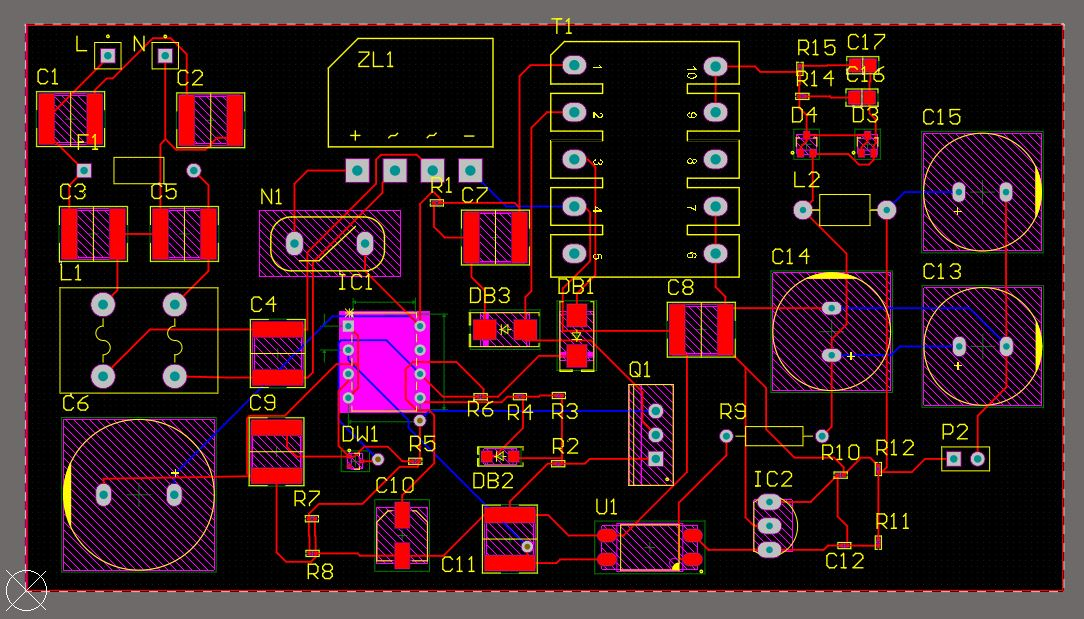 T1
L N
ZL1
C1 C2
R15 C17
R14 C16
1 10
+ ~ ~ -
2 9
D4 D3
C15
F1
3 8
C3 C5
N1 R1 C7
4 7
L2
+
L1
IC1
5 6
C14 C13
DB3 DB1 C8
C4
+
+
Q1
C6 C9
R6 R4 R3 R9
DW1 R5 R2 R10 R12 P2
+
DB2
C10 IC2
R7 U1 R11
C11
R8 C12